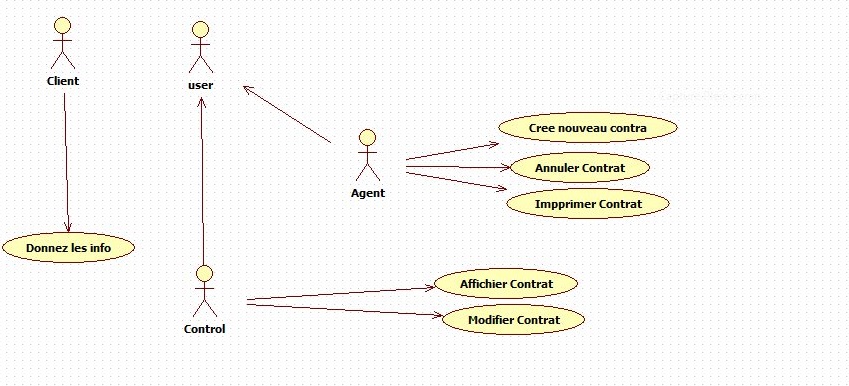 Client
user
Cree nouveau contra
Annuler Contrat
Agent
Impprimer Contrat
Donnez les info
Affichier Contrat
Control
Modifier Contrat